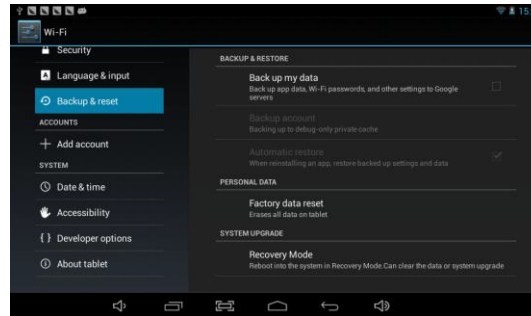 15
Wi-Fi
Security
Language & input
Backup & reset
ACCOUNTS
Add account
SYSTEM
Date & time
Accessibility
Developer options
About tablet
BACKUP & RESTORE
Back up my data
Back up app data, Wi-Fi passwords, and other settings to Google
servers
Backup account
Backing up to debug-only private cache
Automatic restore
When reinstalling an app, restore backed up settings and data
PERSONAL DATA
Factory data reset
Erases all data on tablet
SYSTEM UPGRADE
Recovery Mode
Reboot into the system in Recovery Mode.Can clear the data or system upgrade